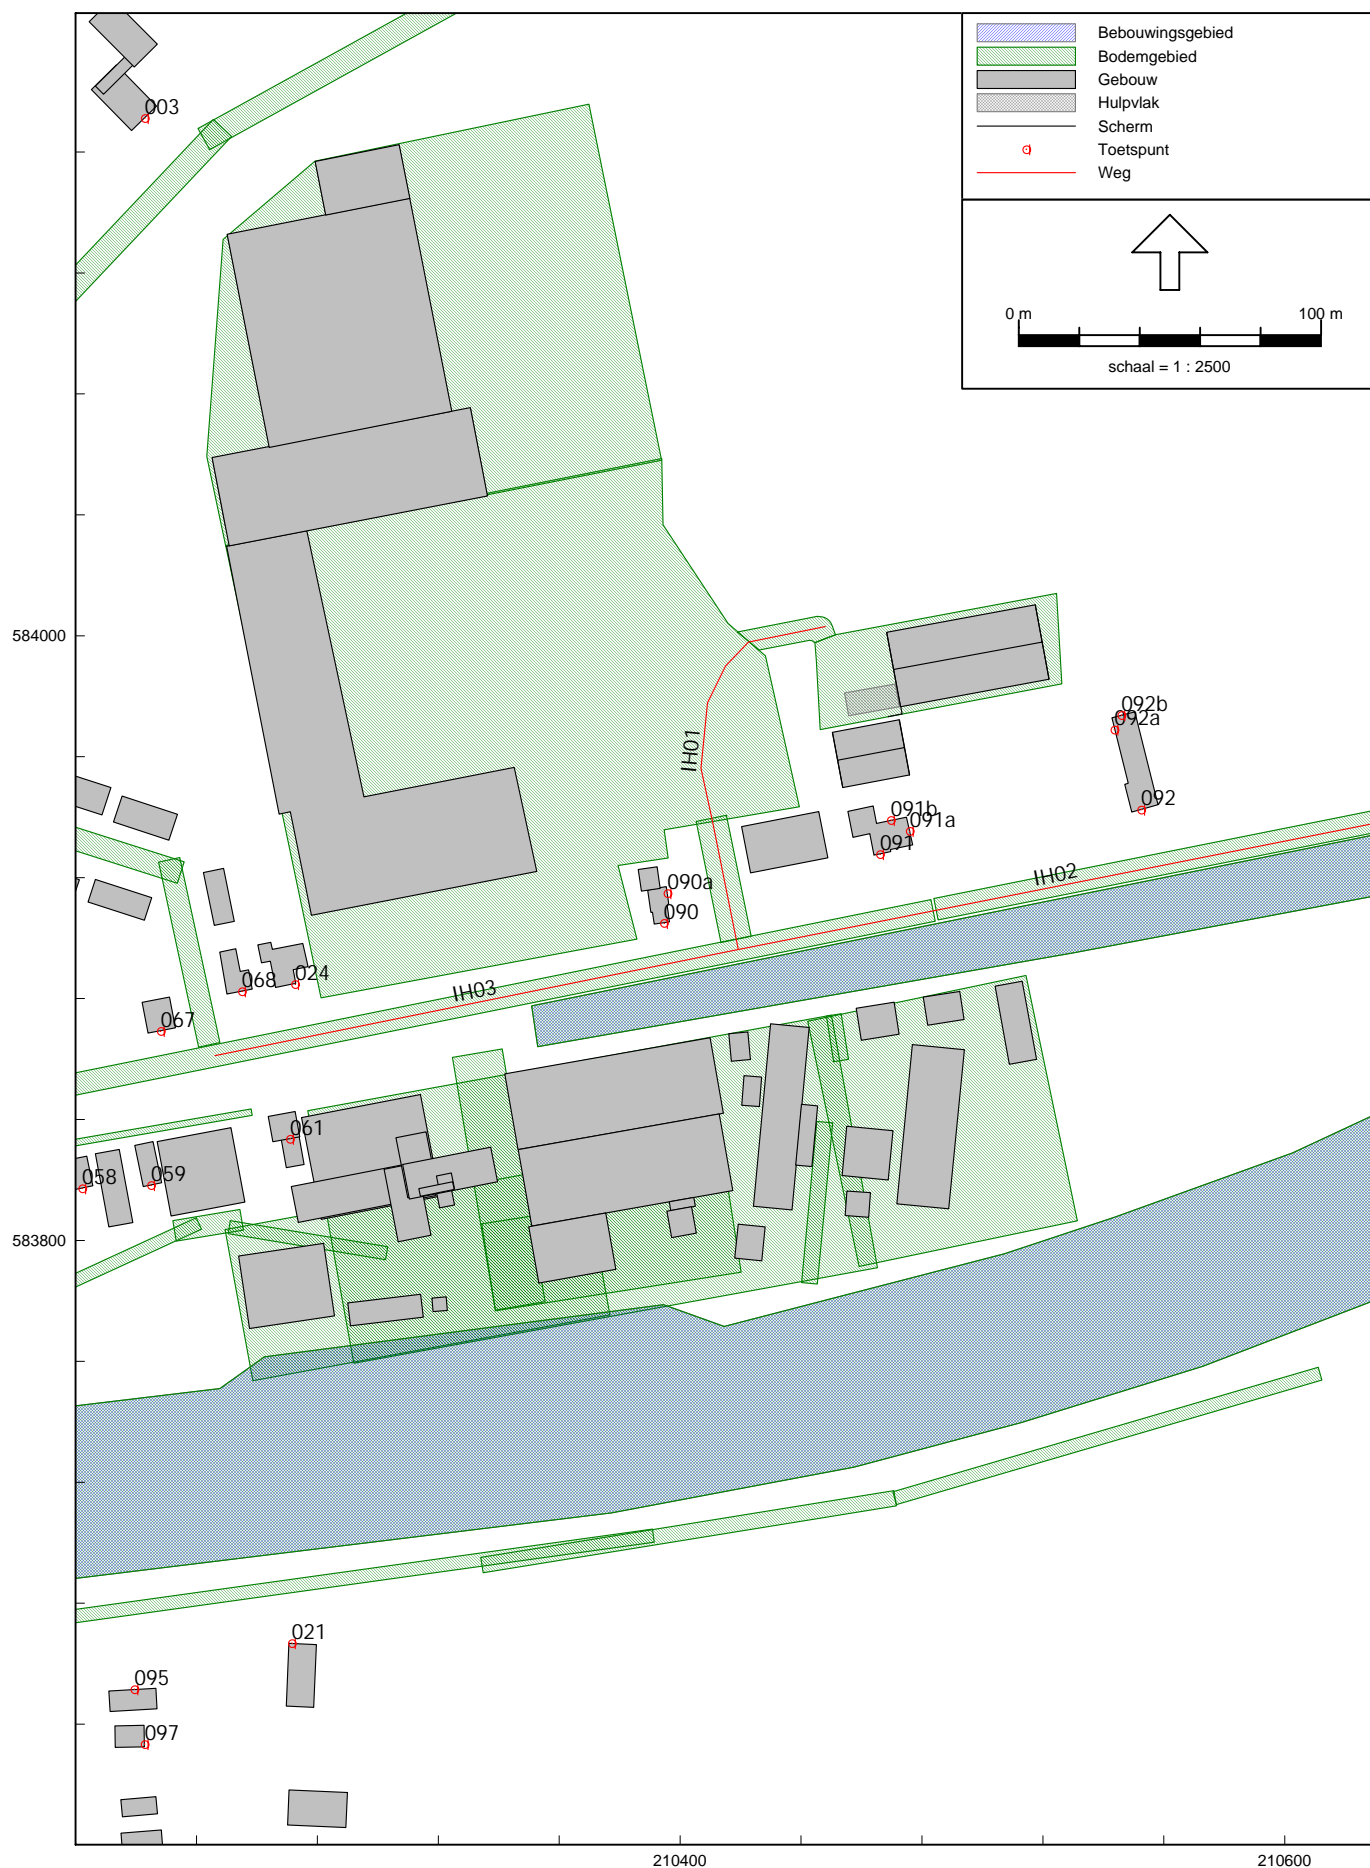 Bebouwingsgebied
Bodemgebied
Gebouw
Hulpvlak
Scherm
Toetspunt
Weg
0 m 100 m
schaal = 1 : 2500
003
584000
IH01
092b
092a
092
091b
091a
091
IH02
090a
090
024
068
IH03
067
061
058
059
583800
021
095
097
210400
210600